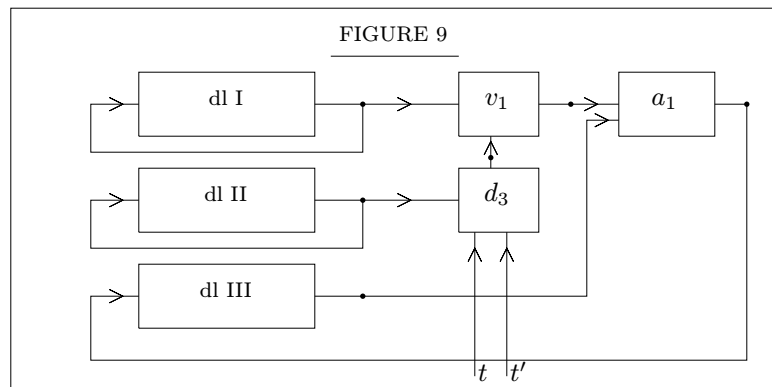 FIGURE 9
dl I
v₁
a₁
dl II
d₃
dl III
t
t′